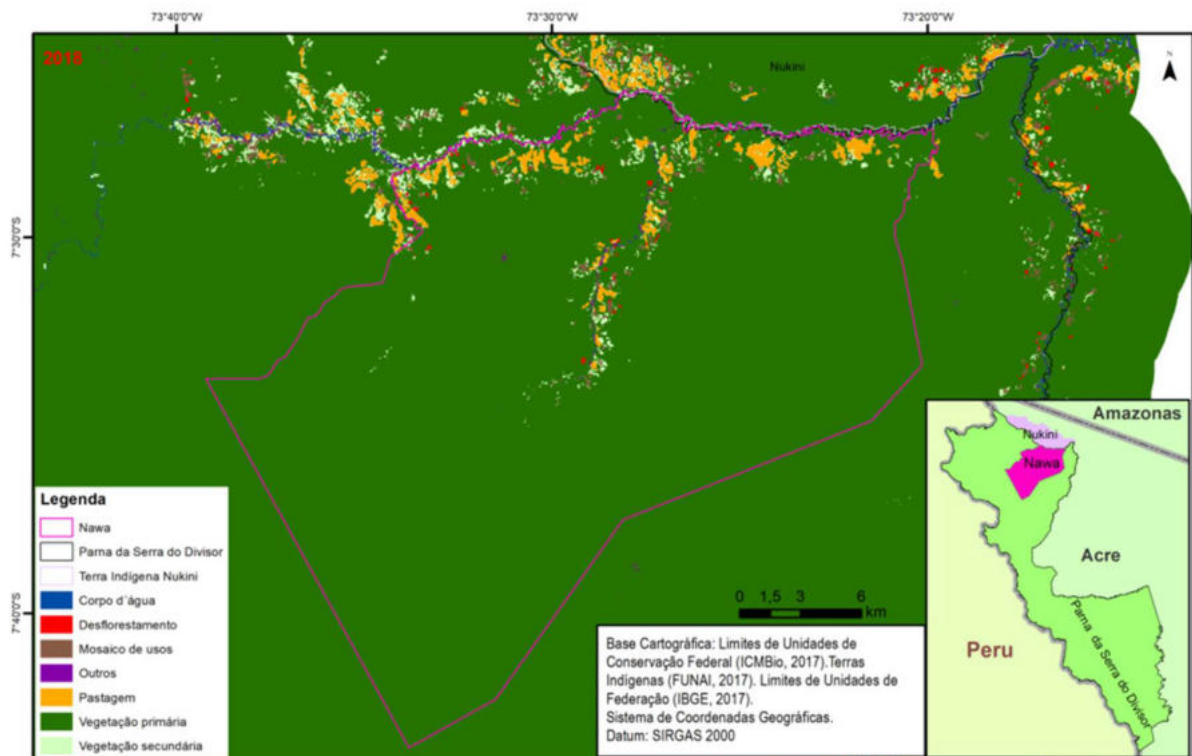 73°40'0"W
73°30'0"W
73°20'0"W
2018
Nukini
N
7°30'0"S
7°40'0"S
Legenda
Nawa
Parna da Serra do Divisor
Terra Indígena Nukini
Corpo d´água
Desflorestamento
Mosaico de usos
Outros
Pastagem
Vegetação primária
Vegetação secundária
0 1,5 3 6
km
Base Cartográfica: Limites de Unidades de
Conservação Federal (ICMBio, 2017).Terras
Indígenas (FUNAI, 2017). Limites de Unidades de
Federação (IBGE, 2017).
Sistema de Coordenadas Geográficas.
Datum: SIRGAS 2000
Amazonas
Nukini
Nawa
Acre
Peru
Parna da Serra do Divisor